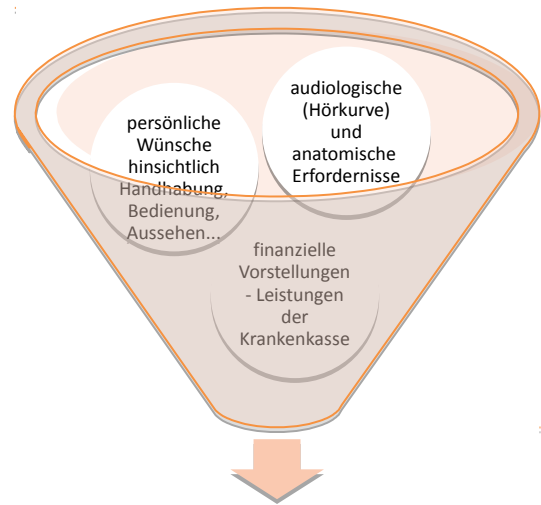 persönliche
Wünsche
hinsichtlich
Handhabung,
Bedienung,
Aussehen...
audiologische
(Hörkurve)
und
anatomische
Erfordernisse
finanzielle
Vorstellungen
- Leistungen
der
Krankenkasse